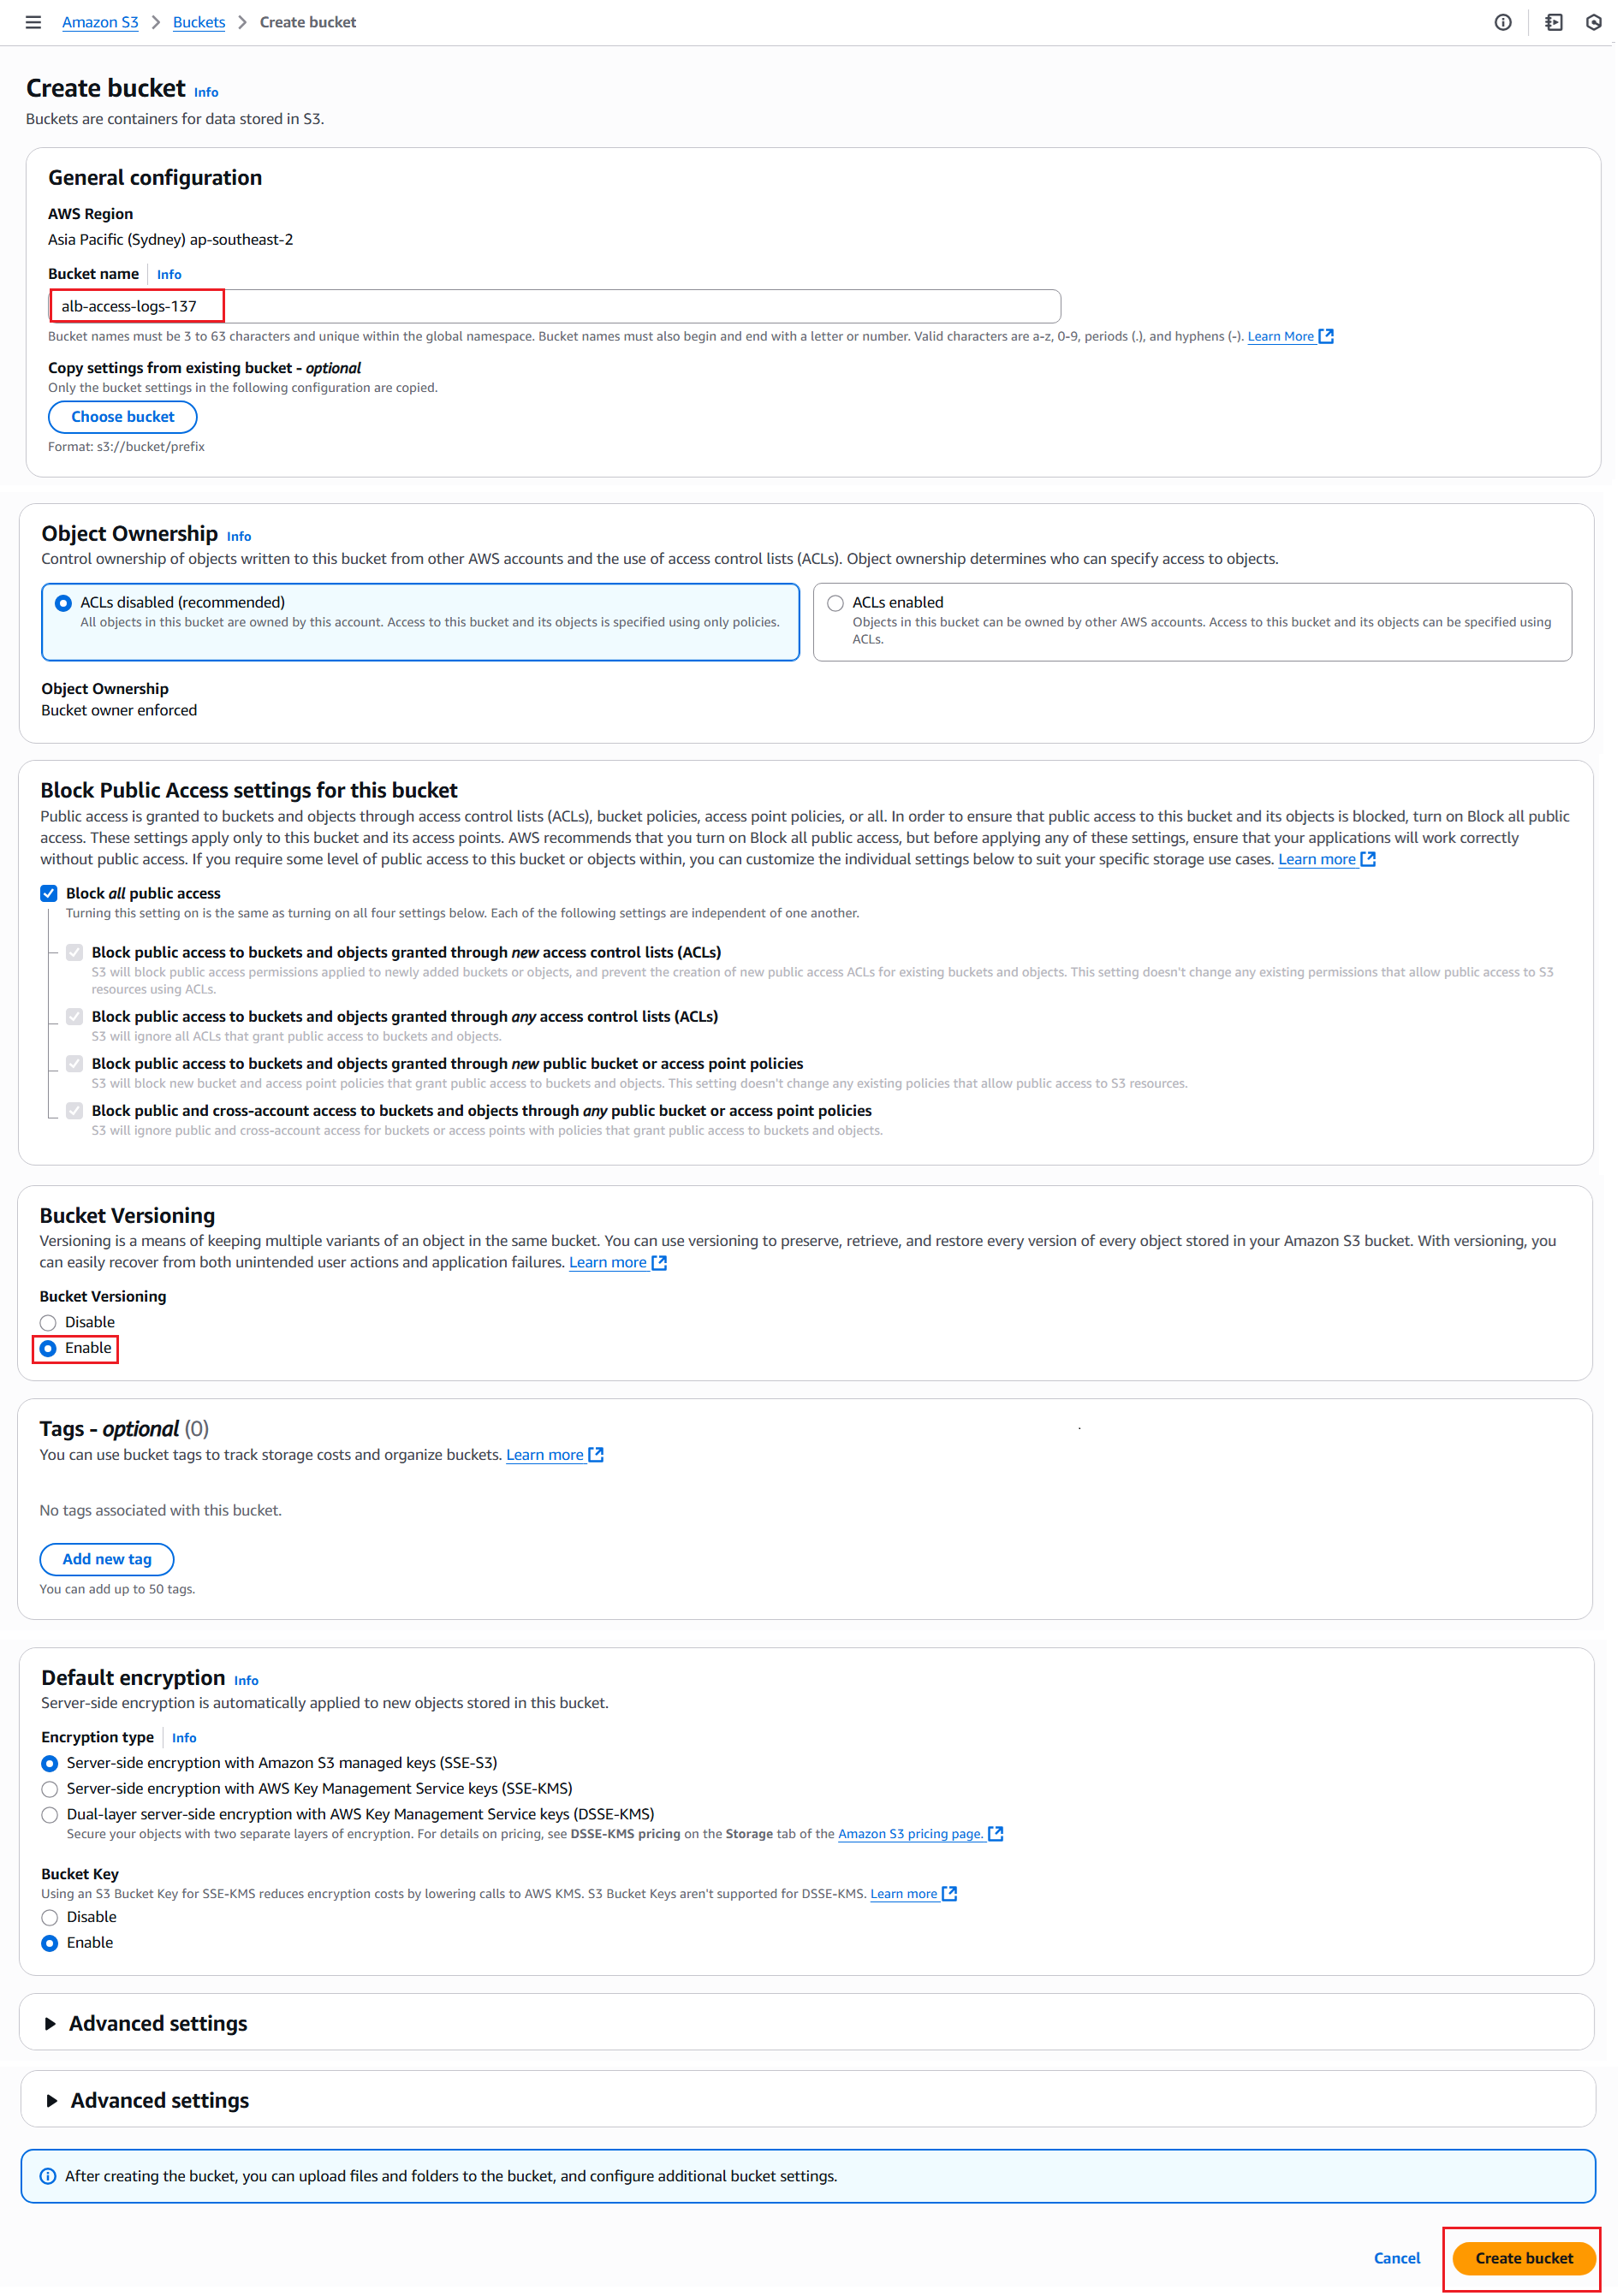 Amazon S3 > Buckets > Create bucket
Create bucket Info
Buckets are containers for data stored in S3.
General configuration
AWS Region
Asia Pacific (Sydney) ap-southeast-2
Bucket name Info
alb-access-logs-137
Bucket names must be 3 to 63 characters and unique within the global namespace. Bucket names must also begin and end with a letter or number. Valid characters are a-z, 0-9, periods (.), and hyphens (-). Learn More
Copy settings from existing bucket - optional
Only the bucket settings in the following configuration are copied.
Choose bucket
Format: s3://bucket/prefix
Object Ownership Info
Control ownership of objects written to this bucket from other AWS accounts and the use of access control lists (ACLs). Object ownership determines who can specify access to objects.
ACLs disabled (recommended)
All objects in this bucket are owned by this account. Access to this bucket and its objects is specified using only policies.
ACLs enabled
Objects in this bucket can be owned by other AWS accounts. Access to this bucket and its objects can be specified using
ACLs.
Object Ownership
Bucket owner enforced
Block Public Access settings for this bucket
Public access is granted to buckets and objects through access control lists (ACLs), bucket policies, access point policies, or all. In order to ensure that public access to this bucket and its objects is blocked, turn on Block all public
access. These settings apply only to this bucket and its access points. AWS recommends that you turn on Block all public access, but before applying any of these settings, ensure that your applications will work correctly
without public access. If you require some level of public access to this bucket or objects within, you can customize the individual settings below to suit your specific storage use cases. Learn more
Block all public access
Turning this setting on is the same as turning on all four settings below. Each of the following settings are independent of one another.
Block public access to buckets and objects granted through new access control lists (ACLs)
S3 will block public access permissions applied to newly added buckets or objects, and prevent the creation of new public access ACLs for existing buckets and objects. This setting doesn't change any existing permissions that allow public access to S3
resources using ACLs.
Block public access to buckets and objects granted through any access control lists (ACLs)
S3 will ignore all ACLs that grant public access to buckets and objects.
Block public access to buckets and objects granted through new public bucket or access point policies
S3 will block new bucket and access point policies that grant public access to buckets and objects. This setting doesn't change any existing policies that allow public access to S3 resources.
Block public and cross-account access to buckets and objects through any public bucket or access point policies
S3 will ignore public and cross-account access for buckets or access points with policies that grant public access to buckets and objects.
Bucket Versioning
Versioning is a means of keeping multiple variants of an object in the same bucket. You can use versioning to preserve, retrieve, and restore every version of every object stored in your Amazon S3 bucket. With versioning, you
can easily recover from both unintended user actions and application failures. Learn more
Bucket Versioning
Disable
Enable
Tags - optional (0)
You can use bucket tags to track storage costs and organize buckets. Learn more
No tags associated with this bucket.
Add new tag
You can add up to 50 tags.
Default encryption Info
Server-side encryption is automatically applied to new objects stored in this bucket.
Encryption type Info
Server-side encryption with Amazon S3 managed keys (SSE-S3)
Server-side encryption with AWS Key Management Service keys (SSE-KMS)
Dual-layer server-side encryption with AWS Key Management Service keys (DSSE-KMS)
Secure your objects with two separate layers of encryption. For details on pricing, see DSSE-KMS pricing on the Storage tab of the Amazon S3 pricing page.
Bucket Key
Using an S3 Bucket Key for SSE-KMS reduces encryption costs by lowering calls to AWS KMS. S3 Bucket Keys aren't supported for DSSE-KMS. Learn more
Disable
Enable
Advanced settings
Advanced settings
After creating the bucket, you can upload files and folders to the bucket, and configure additional bucket settings.
Cancel Create bucket